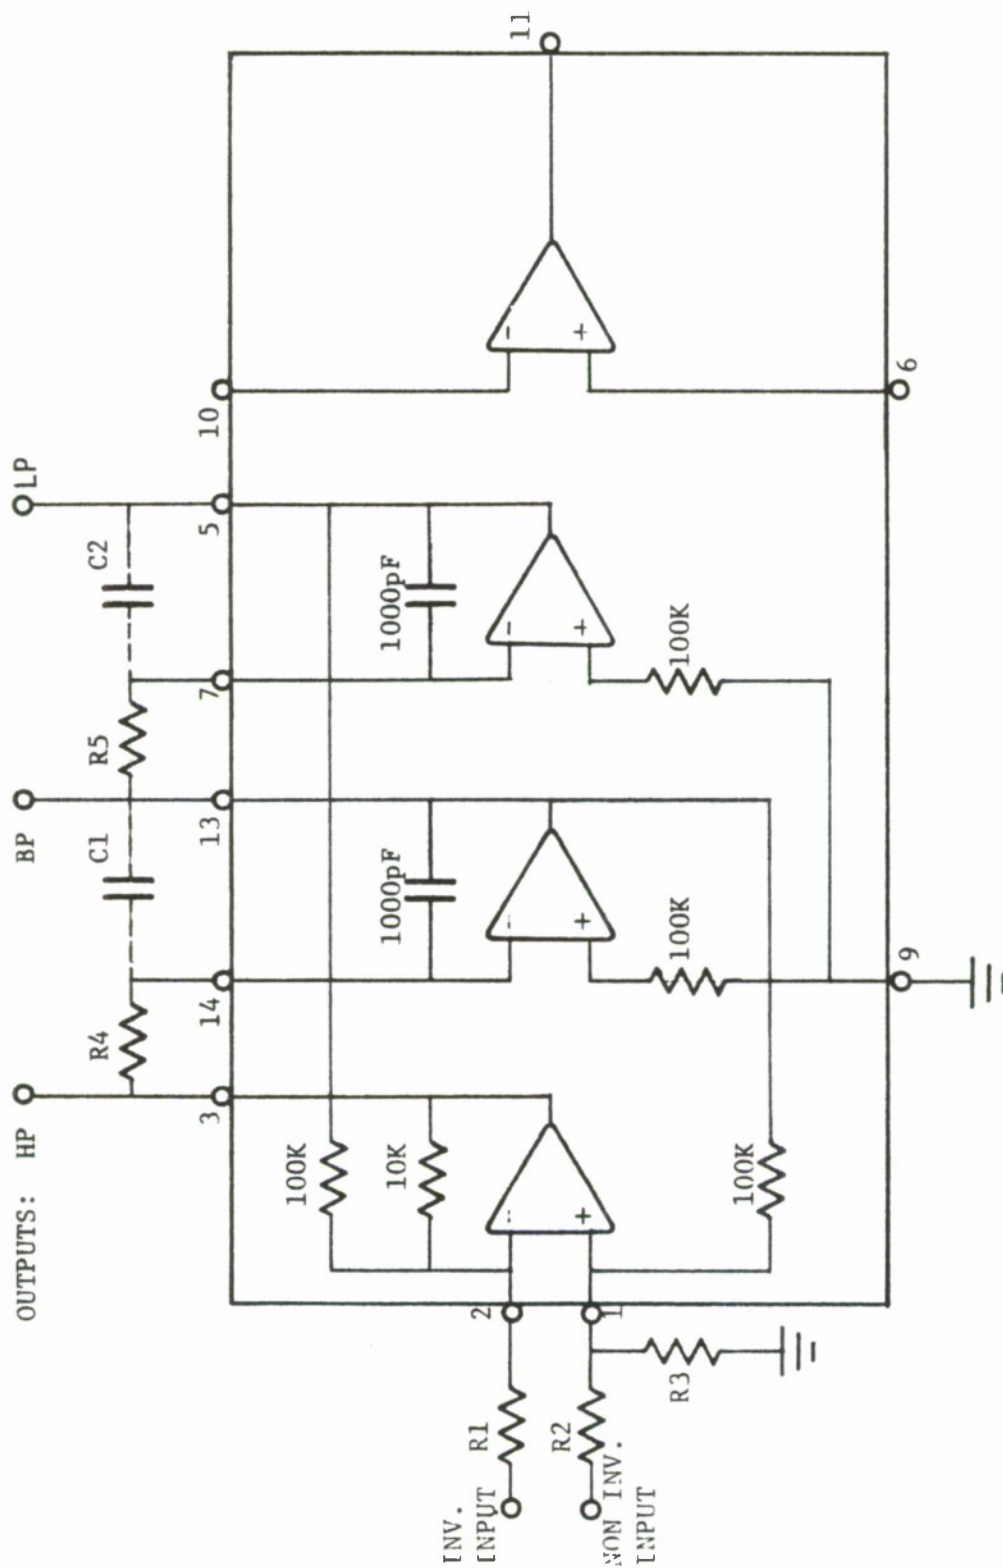 OUTPUTS: HP
BP
LP
R4
C1
R5
C2
3
14
13
7
5
10
11
100K
10K
1000pF
1000pF
-
+
-
+
-
+
-
+
100K
100K
100K
2
1
INV.
INPUT
R1
R2
NON INV.
INPUT
R3
9
6